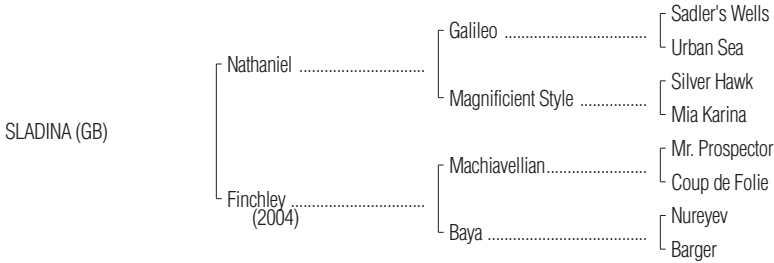 Sadler's Wells
Galileo ..............................
Urban Sea
Nathaniel ..........................
Silver Hawk
Magnificient Style ..............
Mia Karina
SLADINA (GB)
Mr. Prospector
Machiavellian.....................
Coup de Folie
Finchley ............................
(2004)
Nureyev
Baya ..................................
Barger